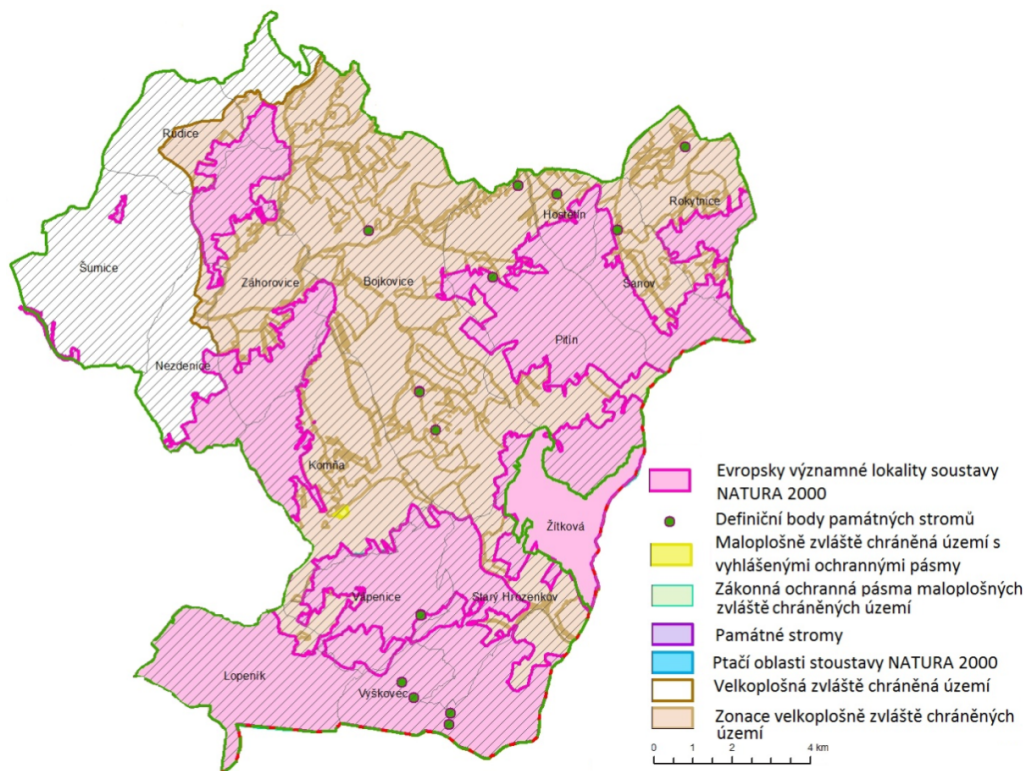 Rudice
Rokytnice
Hostětín
Šumice
Záhorovice
Bojkovice
Šanov
Pitín
Nezdenice
Komňa
Žítková
Vápenice
Starý Hrozenkov
Lopeník
Vyškovec
Evropsky významné lokality soustavy
NATURA 2000
Definiční body památných stromů
Maloplošně zvláště chráněná území s
vyhlášenými ochrannými pásmy
Zákonná ochranná pásma maloplošných
zvláště chráněných území
Památné stromy
Ptačí oblasti stoustavy NATURA 2000
Velkoplošná zvláště chráněná území
Zonace velkoplošně zvláště chráněných
území
0 1 2 4 km